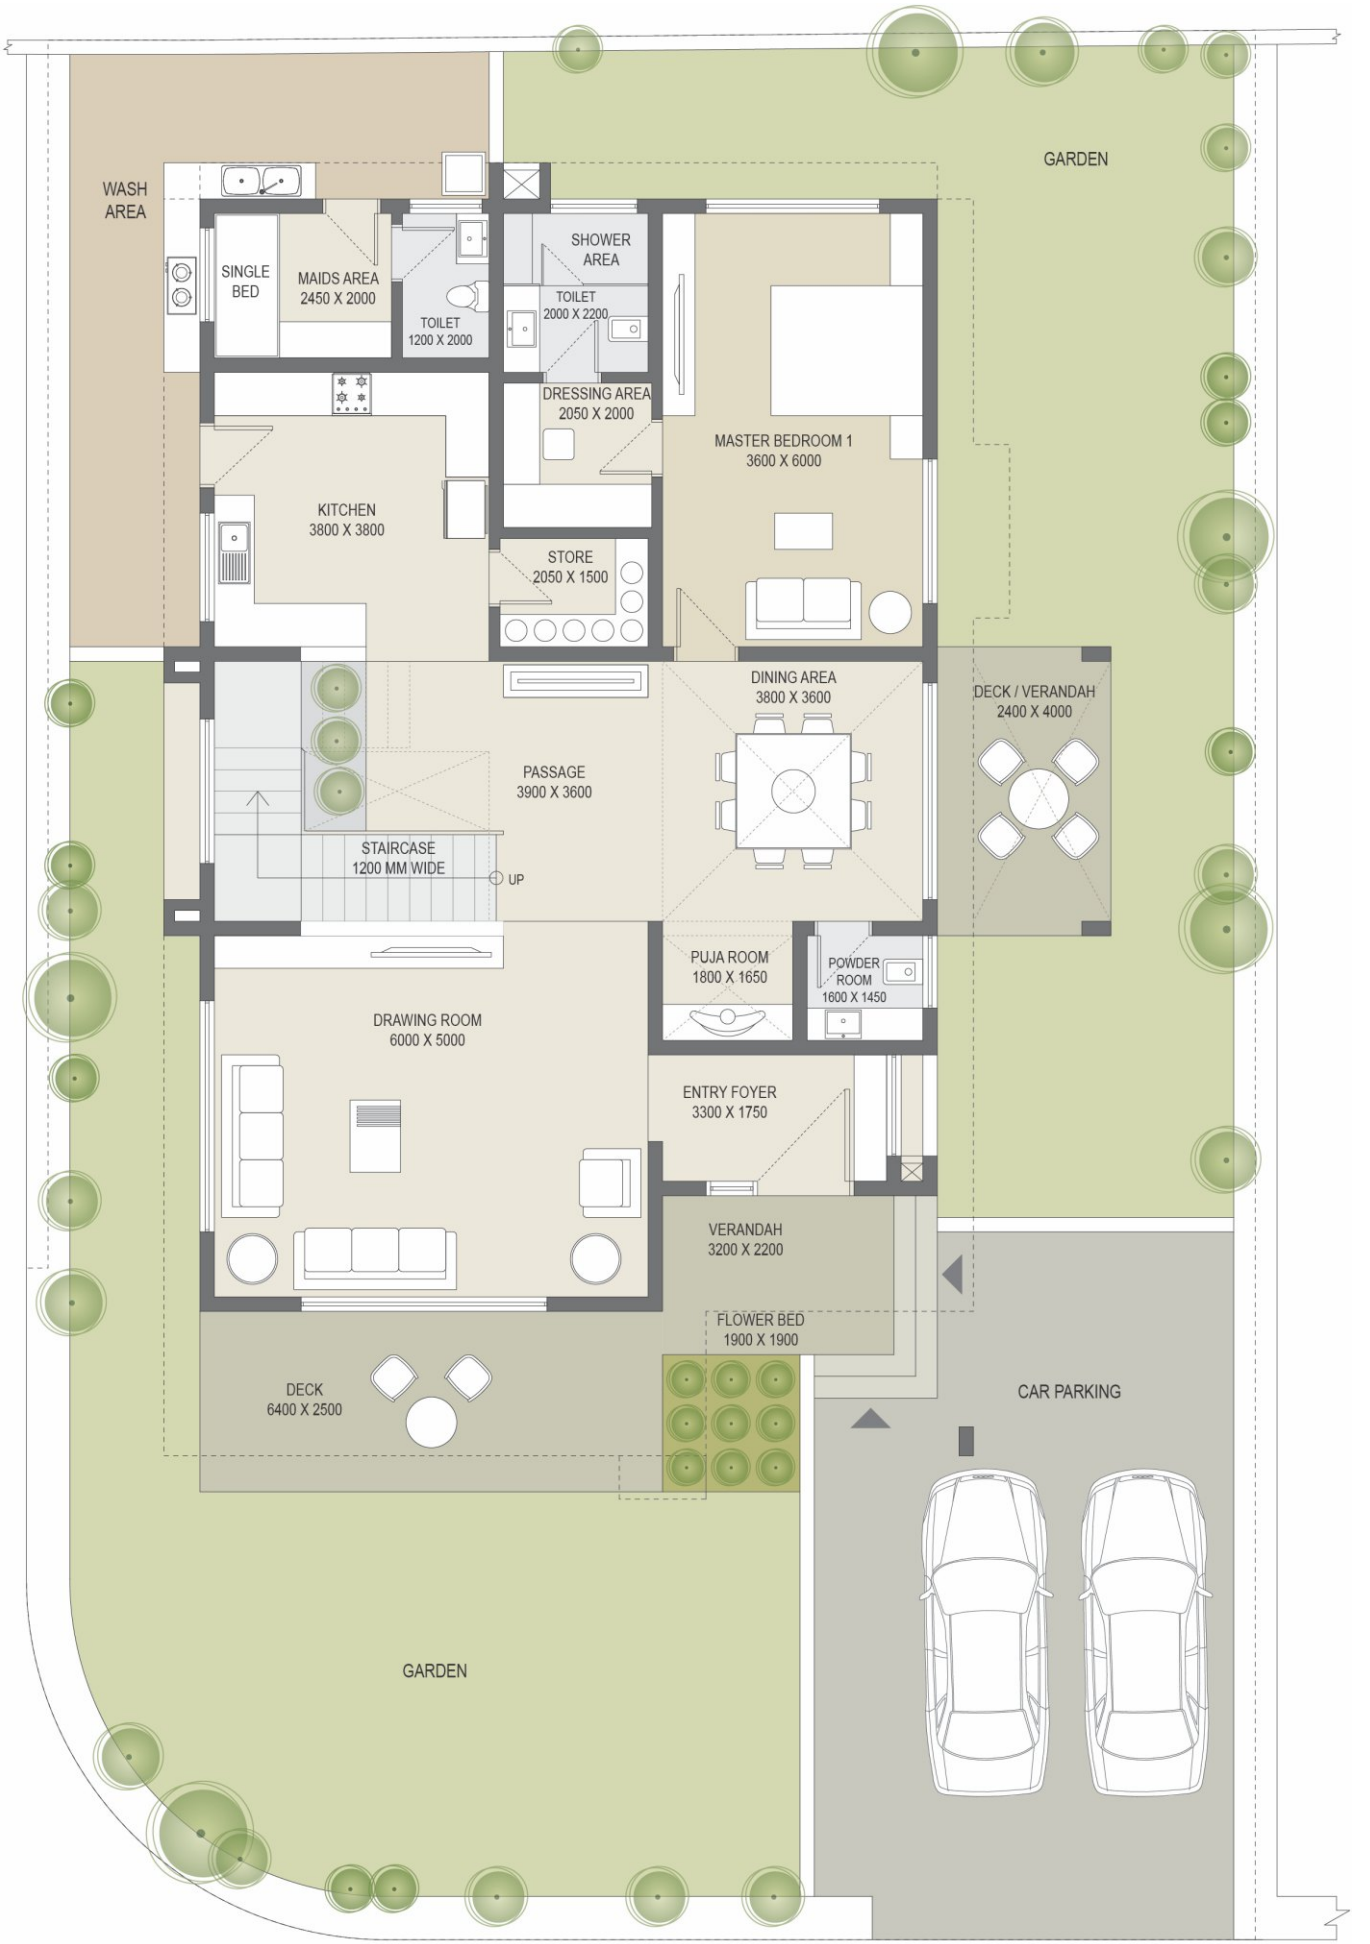 GARDEN
WASH
AREA
SHOWER
AREA
SINGLE
BED
MAIDS AREA
2450 X 2000
TOILET
2000 X 2200
TOILET
1200 X 2000
DRESSING AREA
2050 X 2000
MASTER BEDROOM 1
3600 X 6000
KITCHEN
3800 X 3800
STORE
2050 X 1500
DINING AREA
3800 X 3600
DECK / VERANDAH
2400 X 4000
PASSAGE
3900 X 3600
STAIRCASE
1200 MM WIDE
UP
PUJA ROOM
1800 X 1650
POWDER
ROOM
1600 X 1450
DRAWING ROOM
6000 X 5000
ENTRY FOYER
3300 X 1750
VERANDAH
3200 X 2200
FLOWER BED
1900 X 1900
DECK
6400 X 2500
CAR PARKING
GARDEN